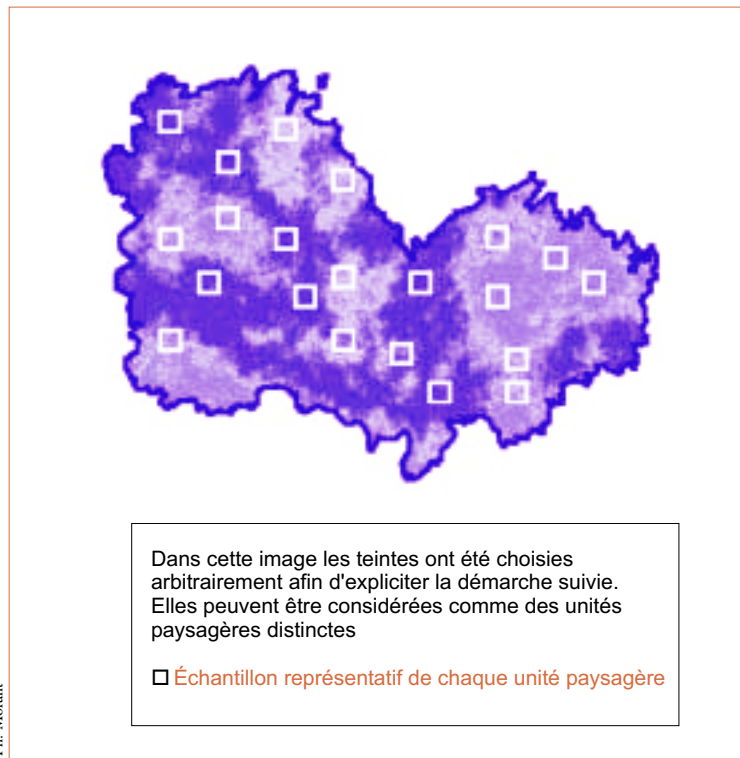 Dans cette image les teintes ont été choisies
arbitrairement afin d'expliciter la démarche suivie.
Elles peuvent être considérées comme des unités
paysagères distinctes
Échantillon représentatif de chaque unité paysagère